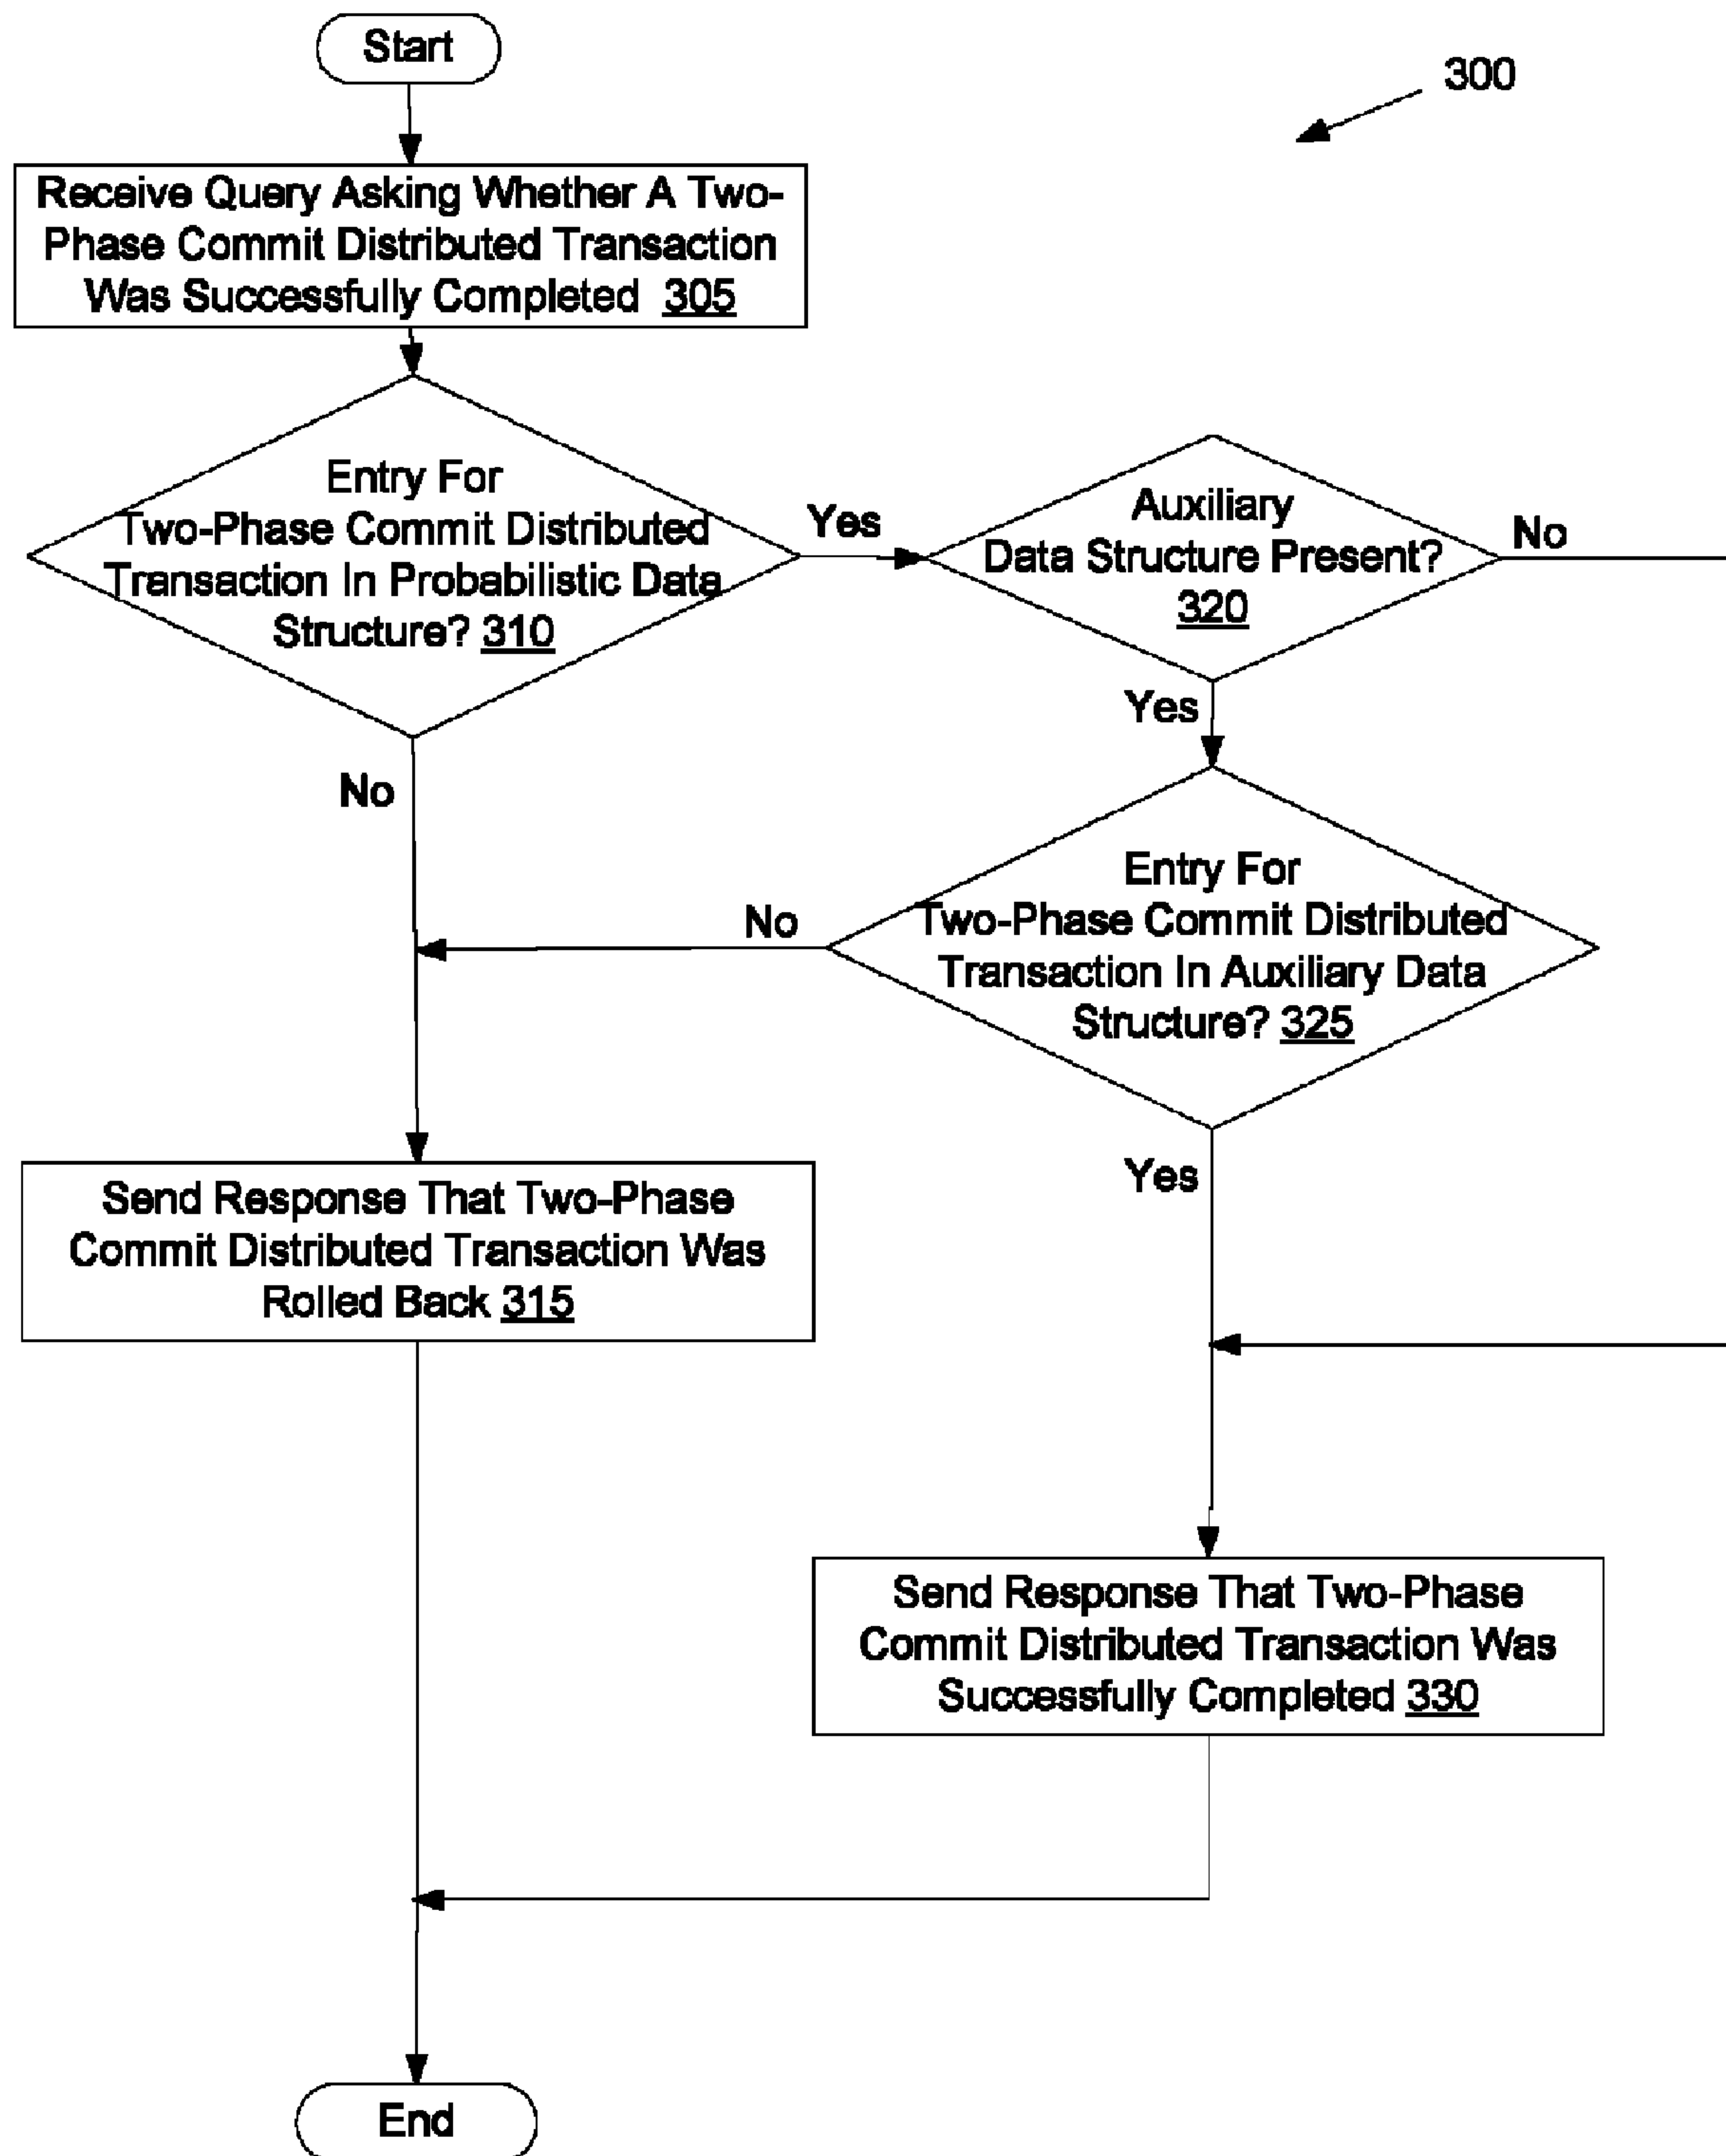 Start
300
Receive Query Asking Whether A Two-
Phase Commit Distributed Transaction
Was Successfully Completed 305
Entry For
Two-Phase Commit Distributed
Transaction In Probabilistic Data
Structure? 310
Yes
Auxiliary
Data Structure Present?
320
No
Yes
No
Entry For
Two-Phase Commit Distributed
Transaction In Auxiliary Data
Structure? 325
No
Yes
Send Response That Two-Phase
Commit Distributed Transaction Was
Rolled Back 315
Send Response That Two-Phase
Commit Distributed Transaction Was
Successfully Completed 330
End